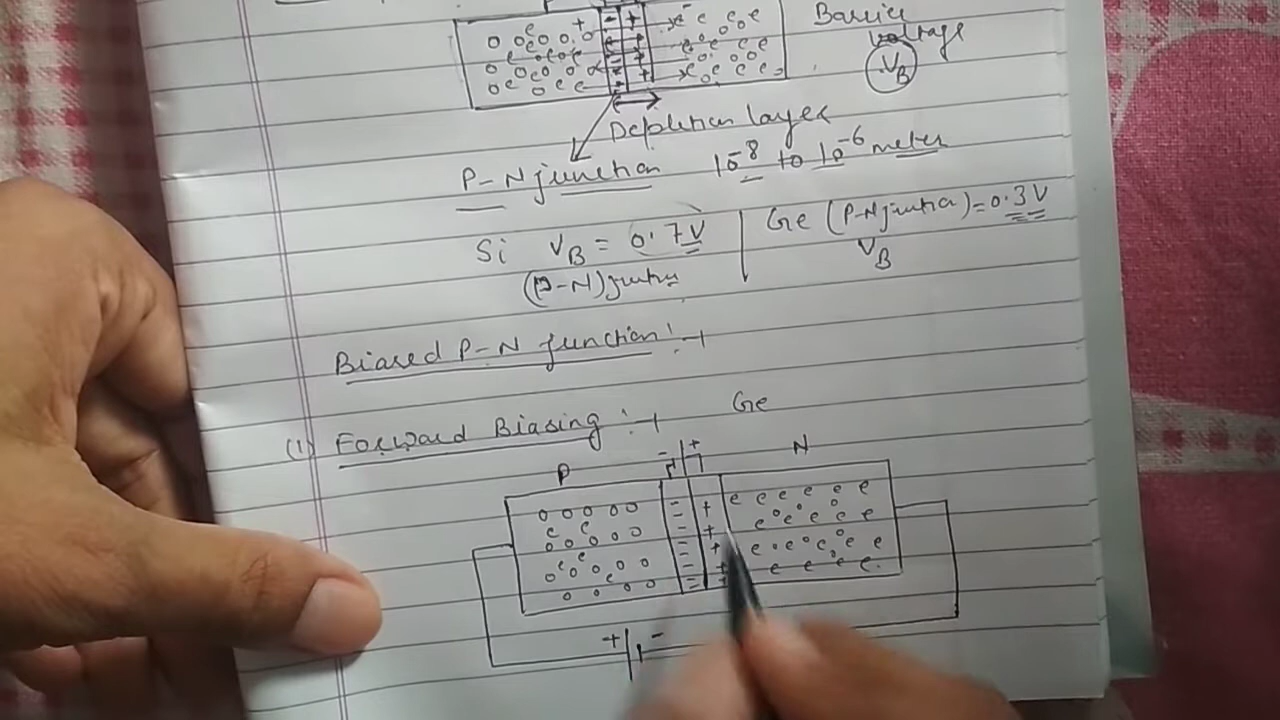 Barrier
voltage
VB
Depletion layer
P-N junction 10^-8 to 10^-6 meter
Si VB = 0.7V | Ge (P-N junction) = 0.3V
(P-N) junction VB
Biased P-N junction :-
(1) Forward Biasing :- Ge
P - + N
+ -